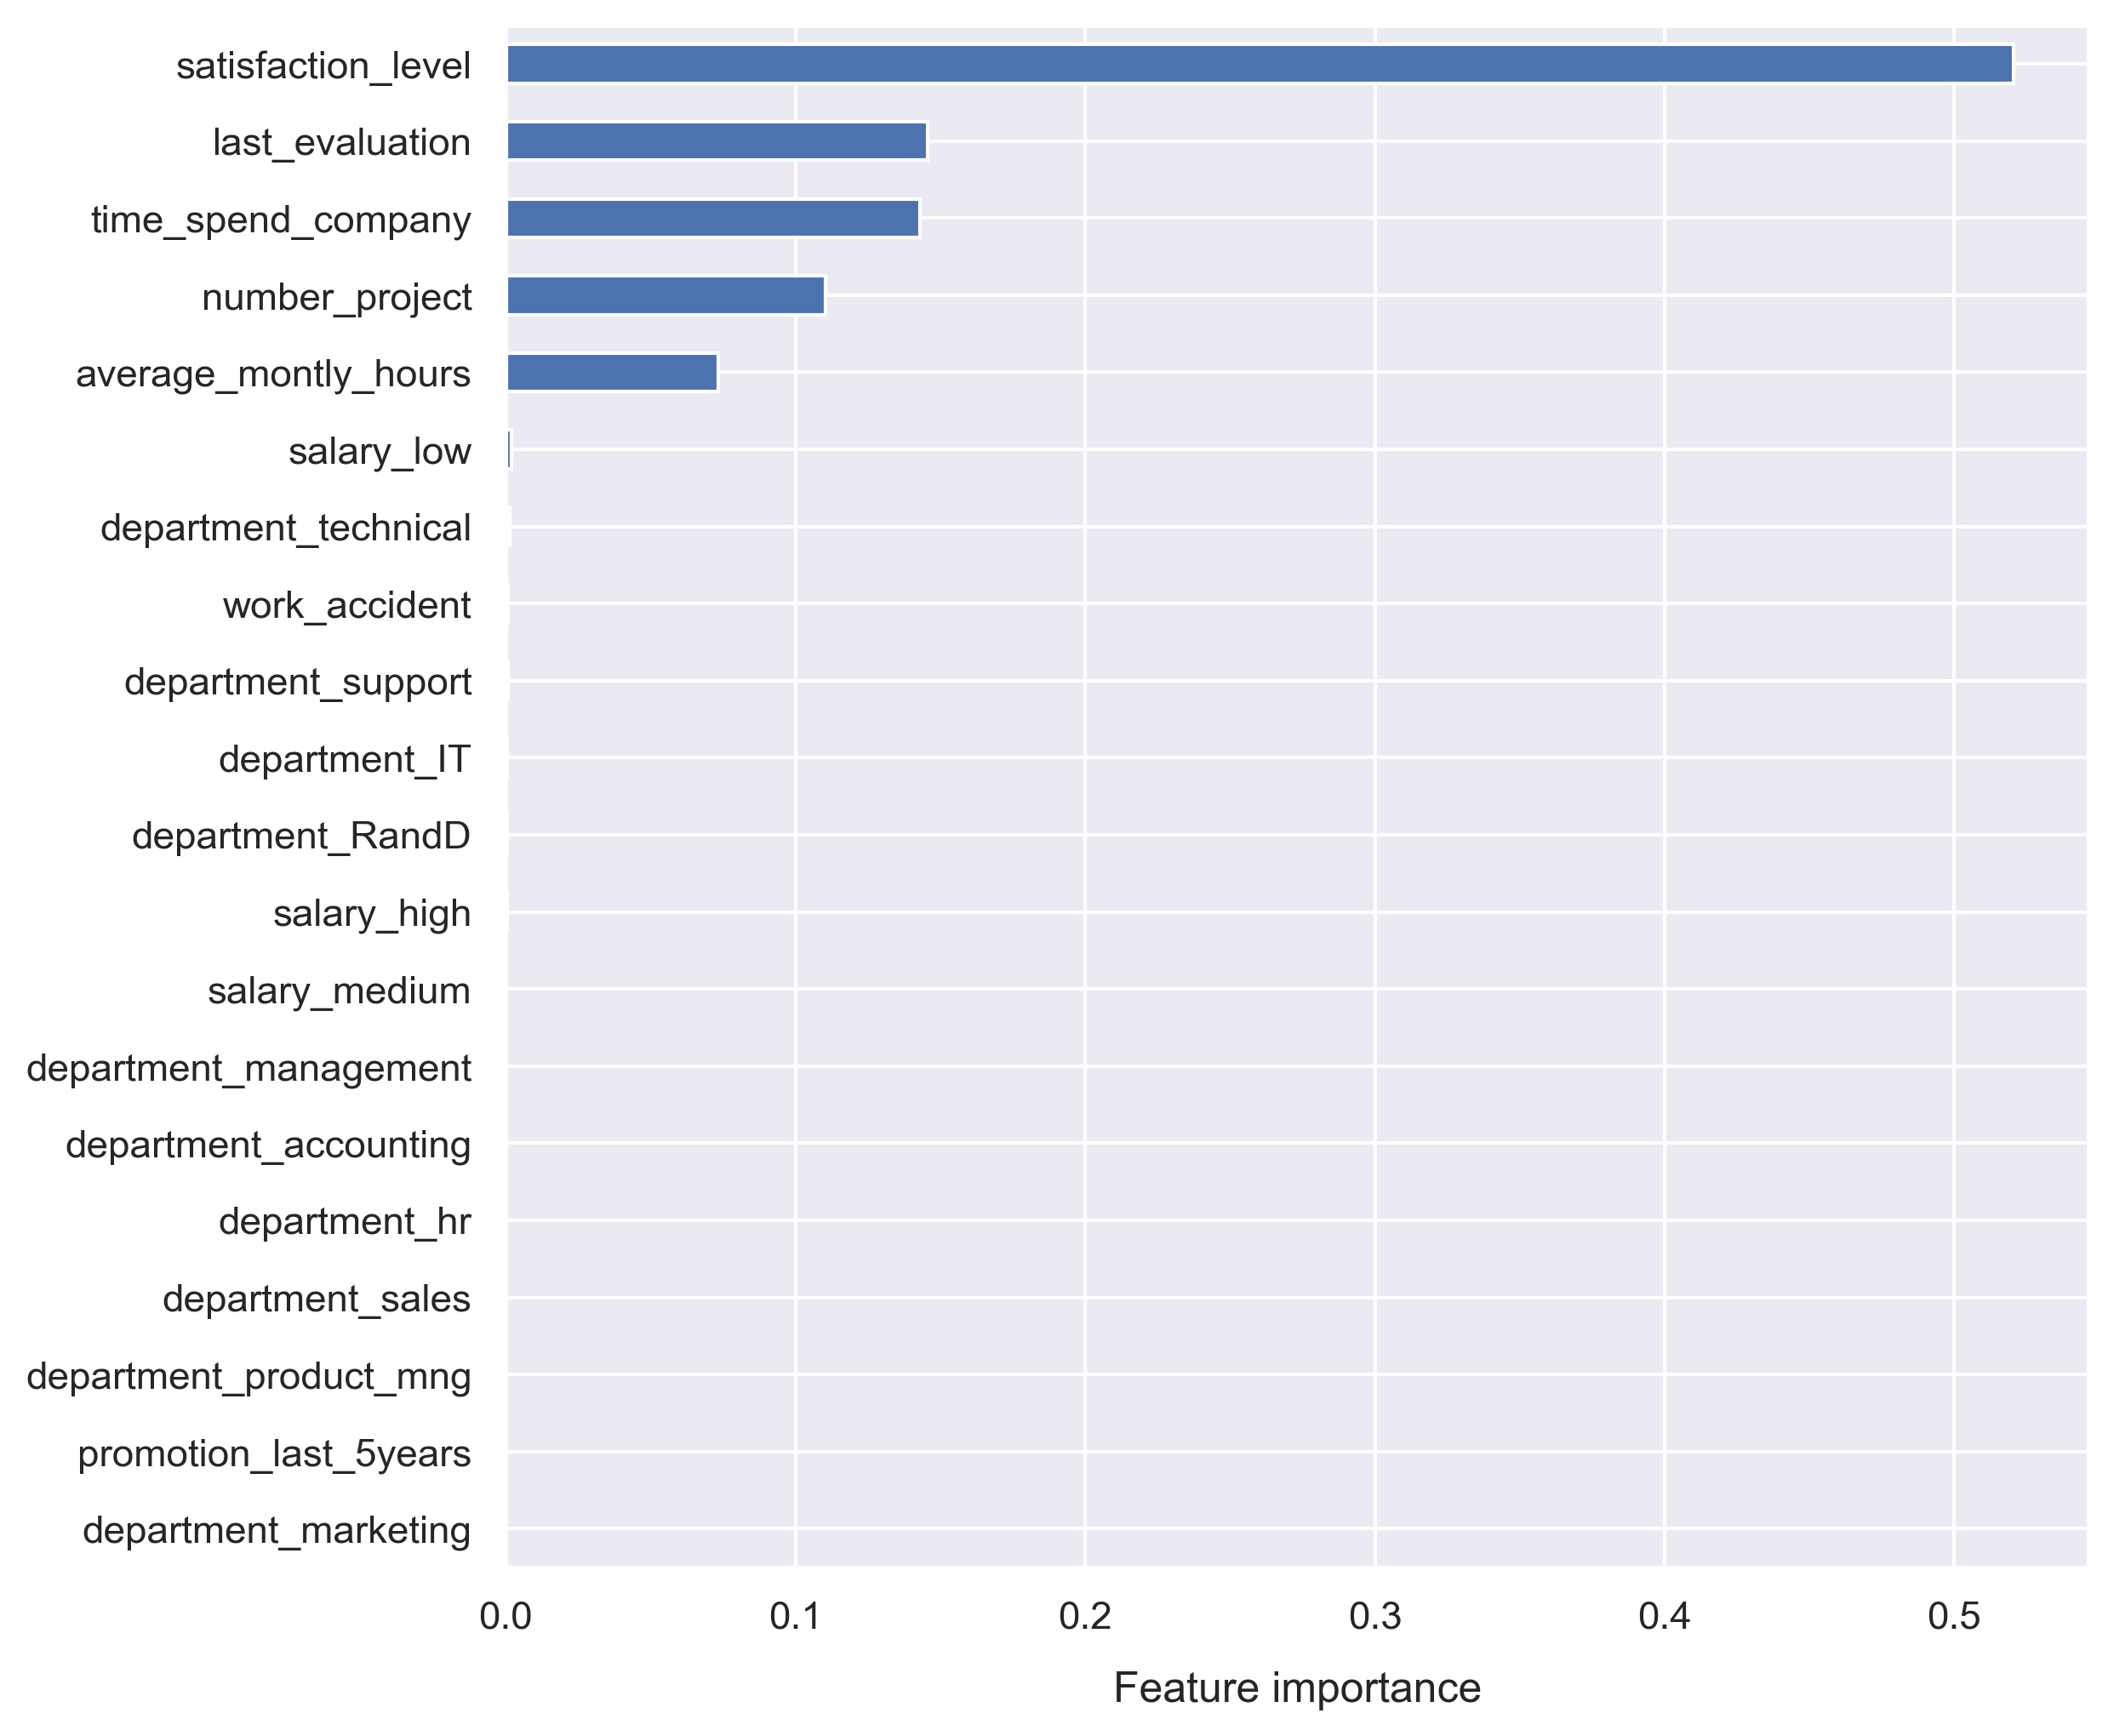 satisfaction_level
last_evaluation
time_spend_company
number_project
average_montly_hours
salary_low
department_technical
work_accident
department_support
department_IT
department_RandD
salary_high
salary_medium
department_management
department_accounting
department_hr
department_sales
department_product_mng
promotion_last_5years
department_marketing
0.0 0.1 0.2 0.3 0.4 0.5
Feature importance